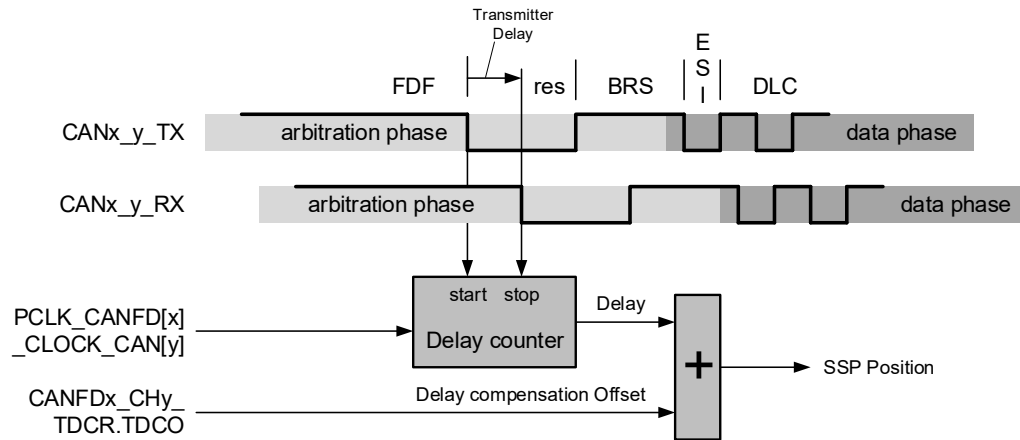 Transmitter
Delay
FDF
res
BRS
E
S
I
DLC
CANx_y_TX
arbitration phase
data phase
CANx_y_RX
arbitration phase
data phase
start
stop
Delay counter
PCLK_CANFD[x]
_CLOCK_CAN[y]
Delay
+
SSP Position
CANFDx_CHy_
TDCR.TDCO
Delay compensation Offset